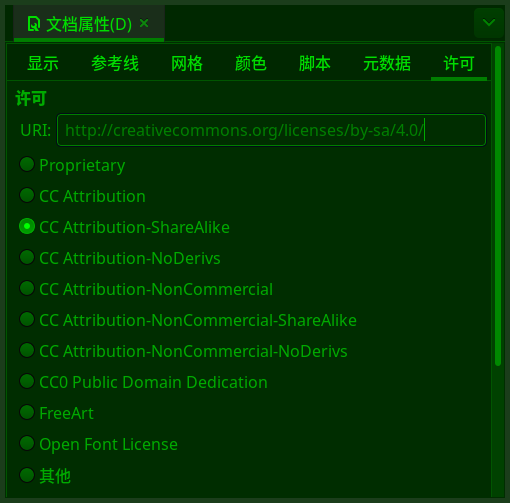 文档属性(D) ×
显示 参考线 网格 颜色 脚本 元数据 许可
许可
URI: http://creativecommons.org/licenses/by-sa/4.0/
Proprietary
CC Attribution
CC Attribution-ShareAlike
CC Attribution-NoDerivs
CC Attribution-NonCommercial
CC Attribution-NonCommercial-ShareAlike
CC Attribution-NonCommercial-NoDerivs
CC0 Public Domain Dedication
FreeArt
Open Font License
其他